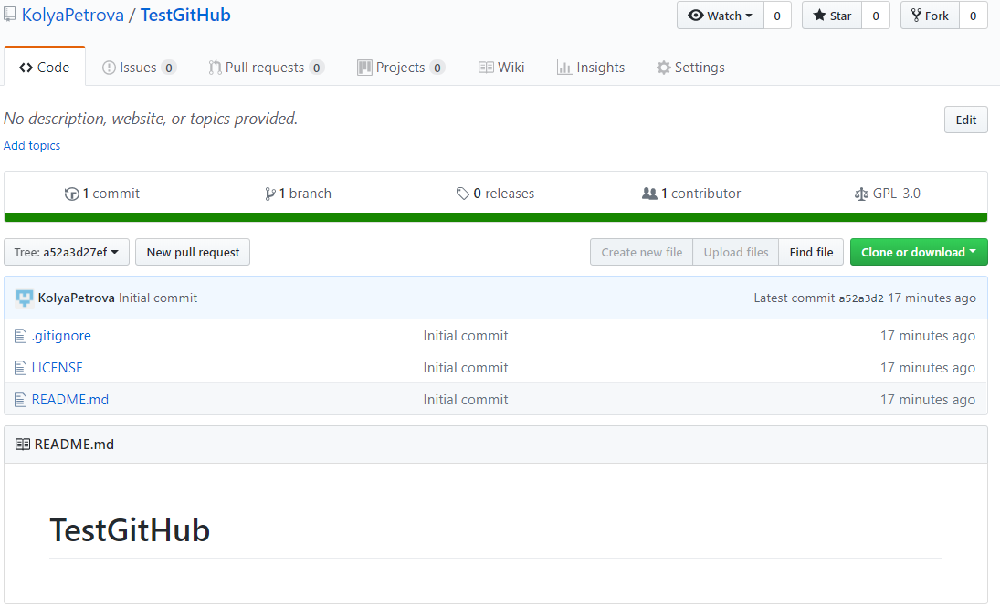 KolyaPetrova / TestGitHub Watch 0 Star 0 Fork 0
Code Issues 0 Pull requests 0 Projects 0 Wiki Insights Settings
No description, website, or topics provided. Edit
Add topics
1 commit 1 branch 0 releases 1 contributor GPL-3.0
Tree: a52a3d27ef New pull request Create new file Upload files Find file Clone or download
KolyaPetrova Initial commit Latest commit a52a3d2 17 minutes ago
.gitignore Initial commit 17 minutes ago
LICENSE Initial commit 17 minutes ago
README.md Initial commit 17 minutes ago
README.md
TestGitHub